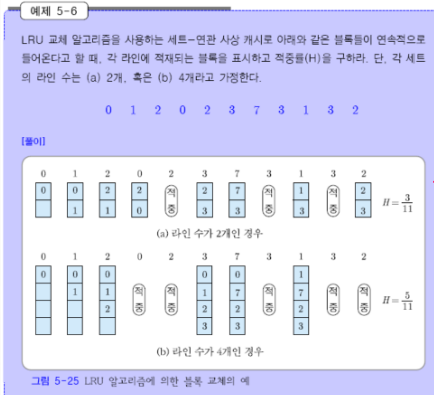 예제 5-6
LRU 교체 알고리즘을 사용하는 세트-연관 사상 캐시로 아래와 같은 블록들이 연속적으로
들어온다고 할 때, 각 라인에 적재되는 블록을 표시하고 적중률(H)을 구하라. 단, 각 세트
의 라인 수는 (a) 2개, 혹은 (b) 4개라고 가정한다.
0 1 2 0 2 3 7 3 1 3 2
[풀이]
0 1 2 0 2 3 7 3 1 3 2
0 0 2 2 적 2 7 적 1 적 2
1 1 0 중 3 3 중 3 중 3
H = 3/11
(a) 라인 수가 2개인 경우
0 1 2 0 2 3 7 3 1 3 2
0 0 0 0 0 1
1 1 적 적 1 7 적 7 적 적
2 중 중 2 2 중 2 중 중
3 3 3
H = 5/11
(b) 라인 수가 4개인 경우
그림 5-25 LRU 알고리즘에 의한 블록 교체의 예